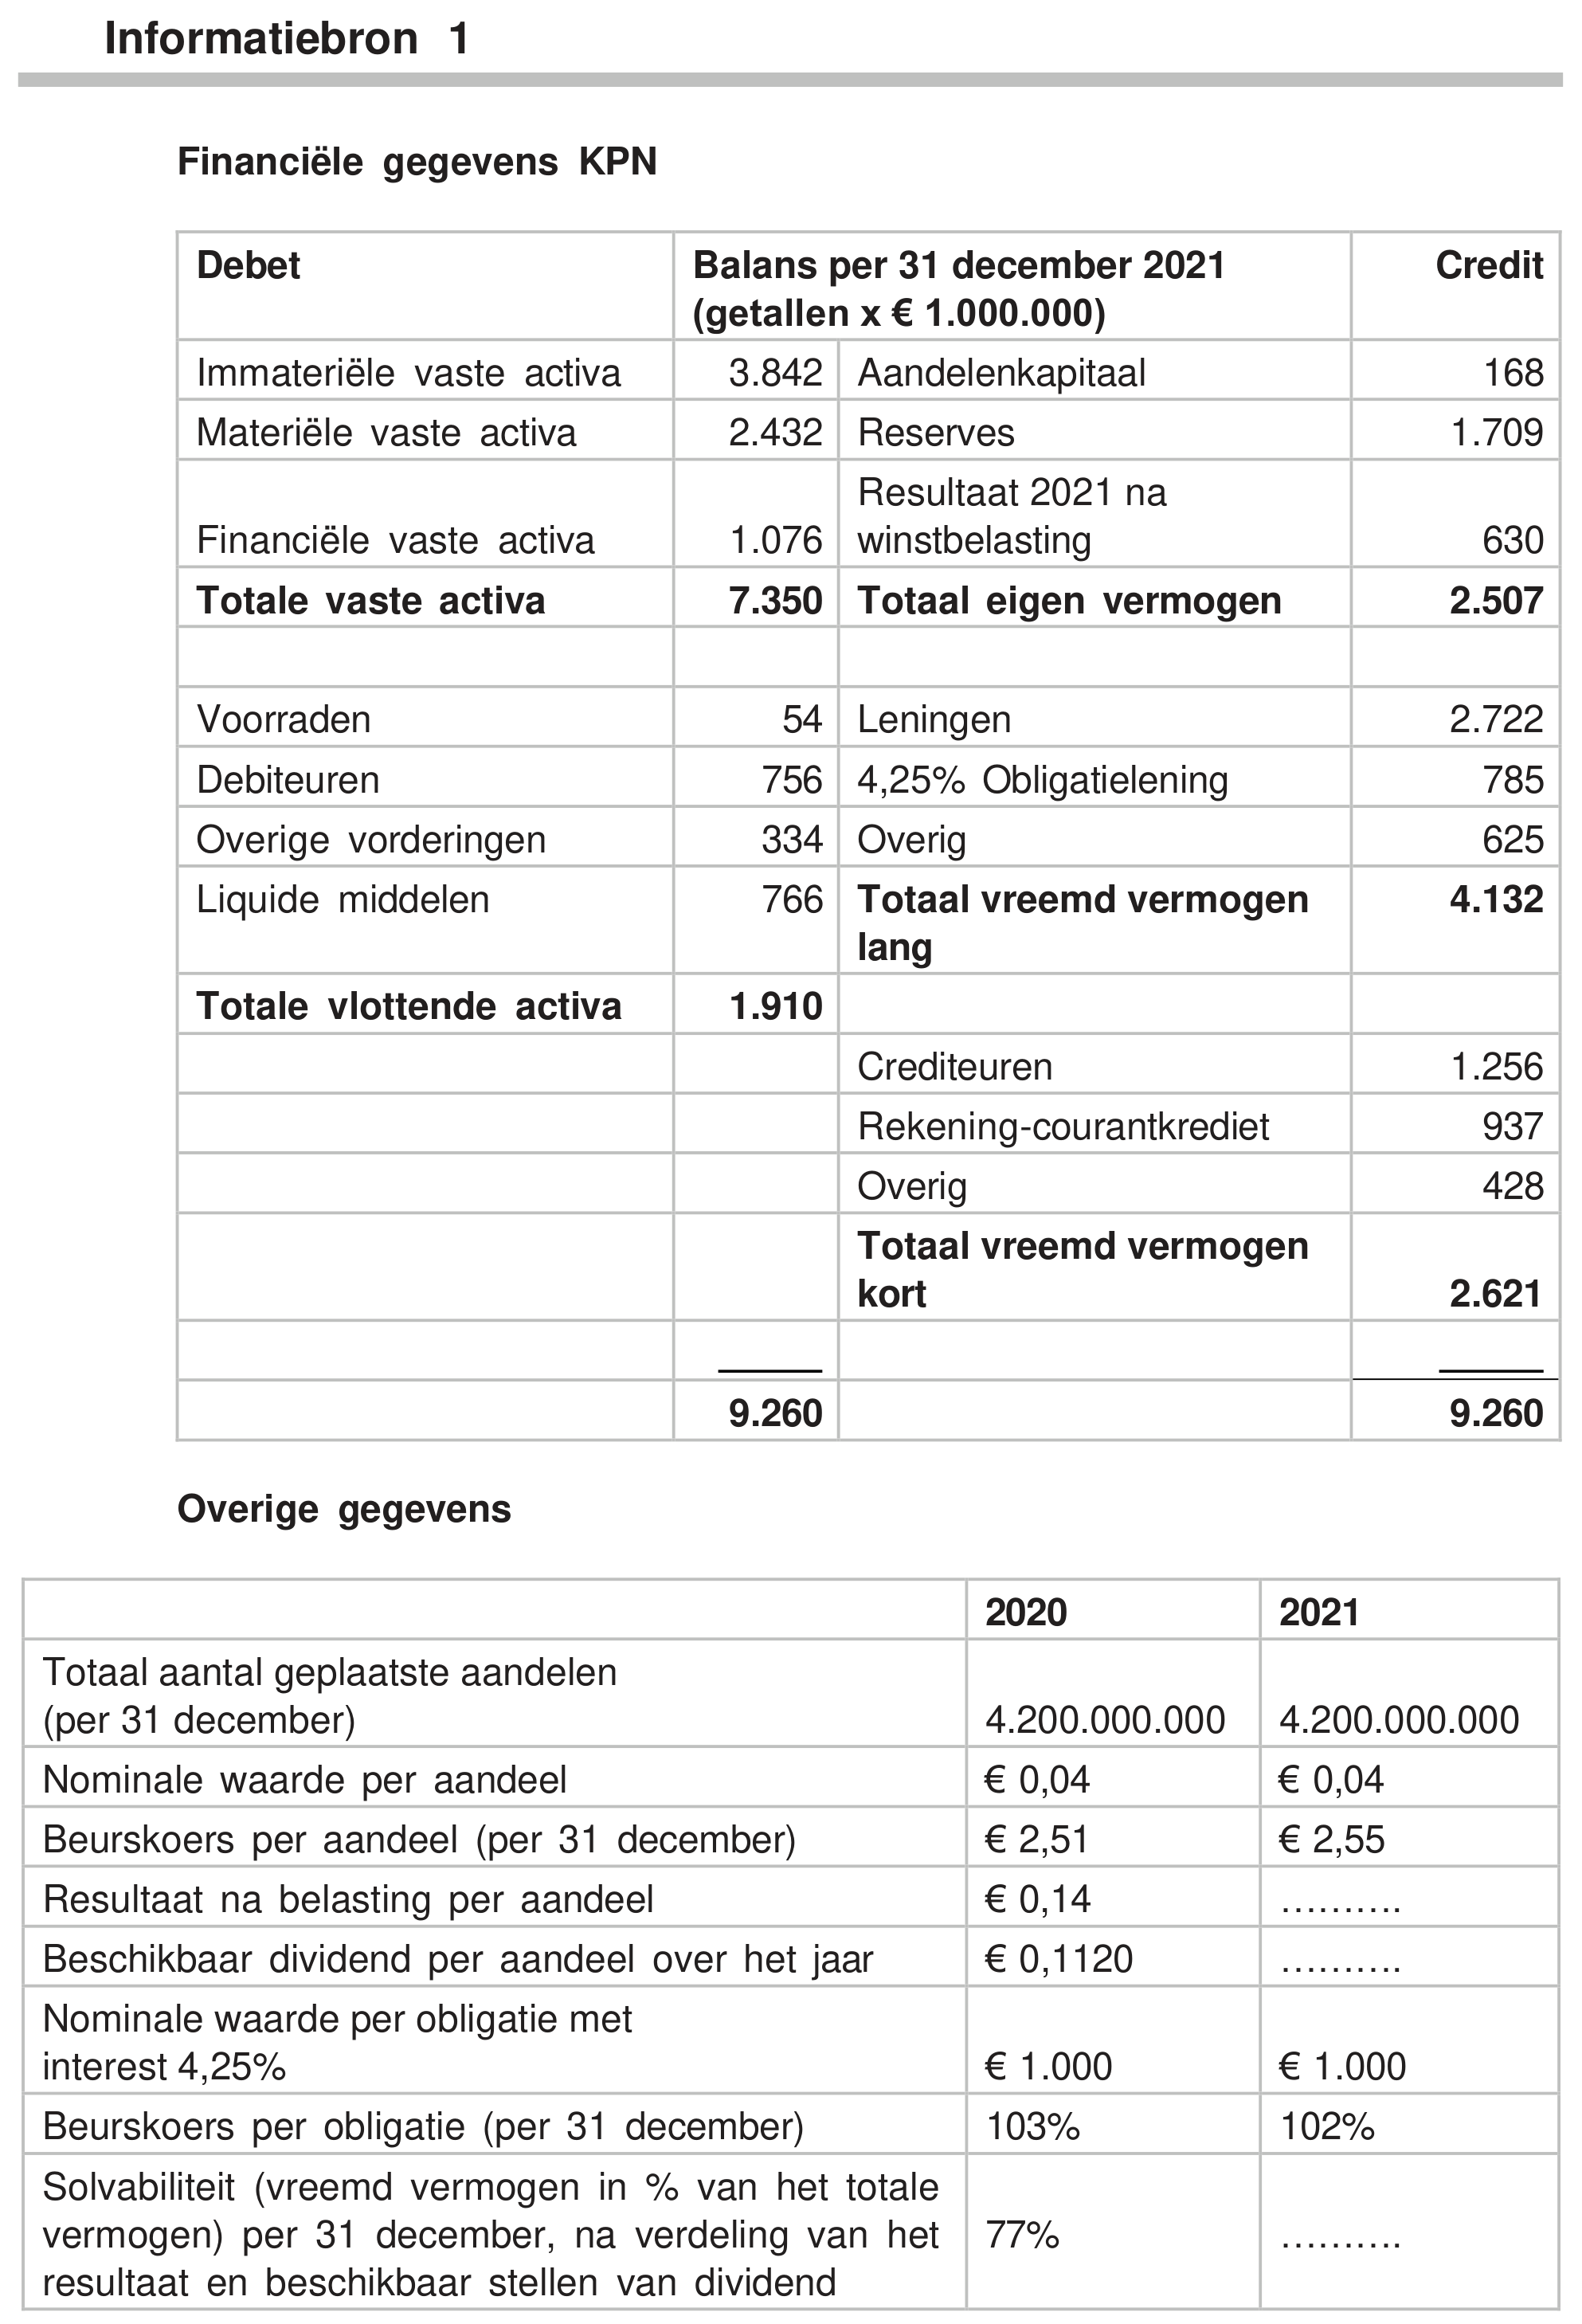 Informatiebron 1
Financiële gegevens KPN
Debet Balans per 31 december 2021 Credit
(getallen x € 1.000.000)
Immateriële vaste activa 3.842 Aandelenkapitaal 168
Materiële vaste activa 2.432 Reserves 1.709
Resultaat 2021 na
Financiële vaste activa 1.076 winstbelasting 630
Totale vaste activa 7.350 Totaal eigen vermogen 2.507
Voorraden 54 Leningen 2.722
Debiteuren 756 4,25% Obligatielening 785
Overige vorderingen 334 Overig 625
Liquide middelen 766 Totaal vreemd vermogen 4.132
lang
Totale vlottende activa 1.910
Crediteuren 1.256
Rekening-courantkrediet 937
Overig 428
Totaal vreemd vermogen
kort 2.621
9.260 9.260
Overige gegevens
2020 2021
Totaal aantal geplaatste aandelen
(per 31 december) 4.200.000.000 4.200.000.000
Nominale waarde per aandeel € 0,04 € 0,04
Beurskoers per aandeel (per 31 december) € 2,51 € 2,55
Resultaat na belasting per aandeel € 0,14 ……….
Beschikbaar dividend per aandeel over het jaar € 0,1120 ……….
Nominale waarde per obligatie met
interest 4,25% € 1.000 € 1.000
Beurskoers per obligatie (per 31 december) 103% 102%
Solvabiliteit (vreemd vermogen in % van het totale
vermogen) per 31 december, na verdeling van het 77% ……….
resultaat en beschikbaar stellen van dividend